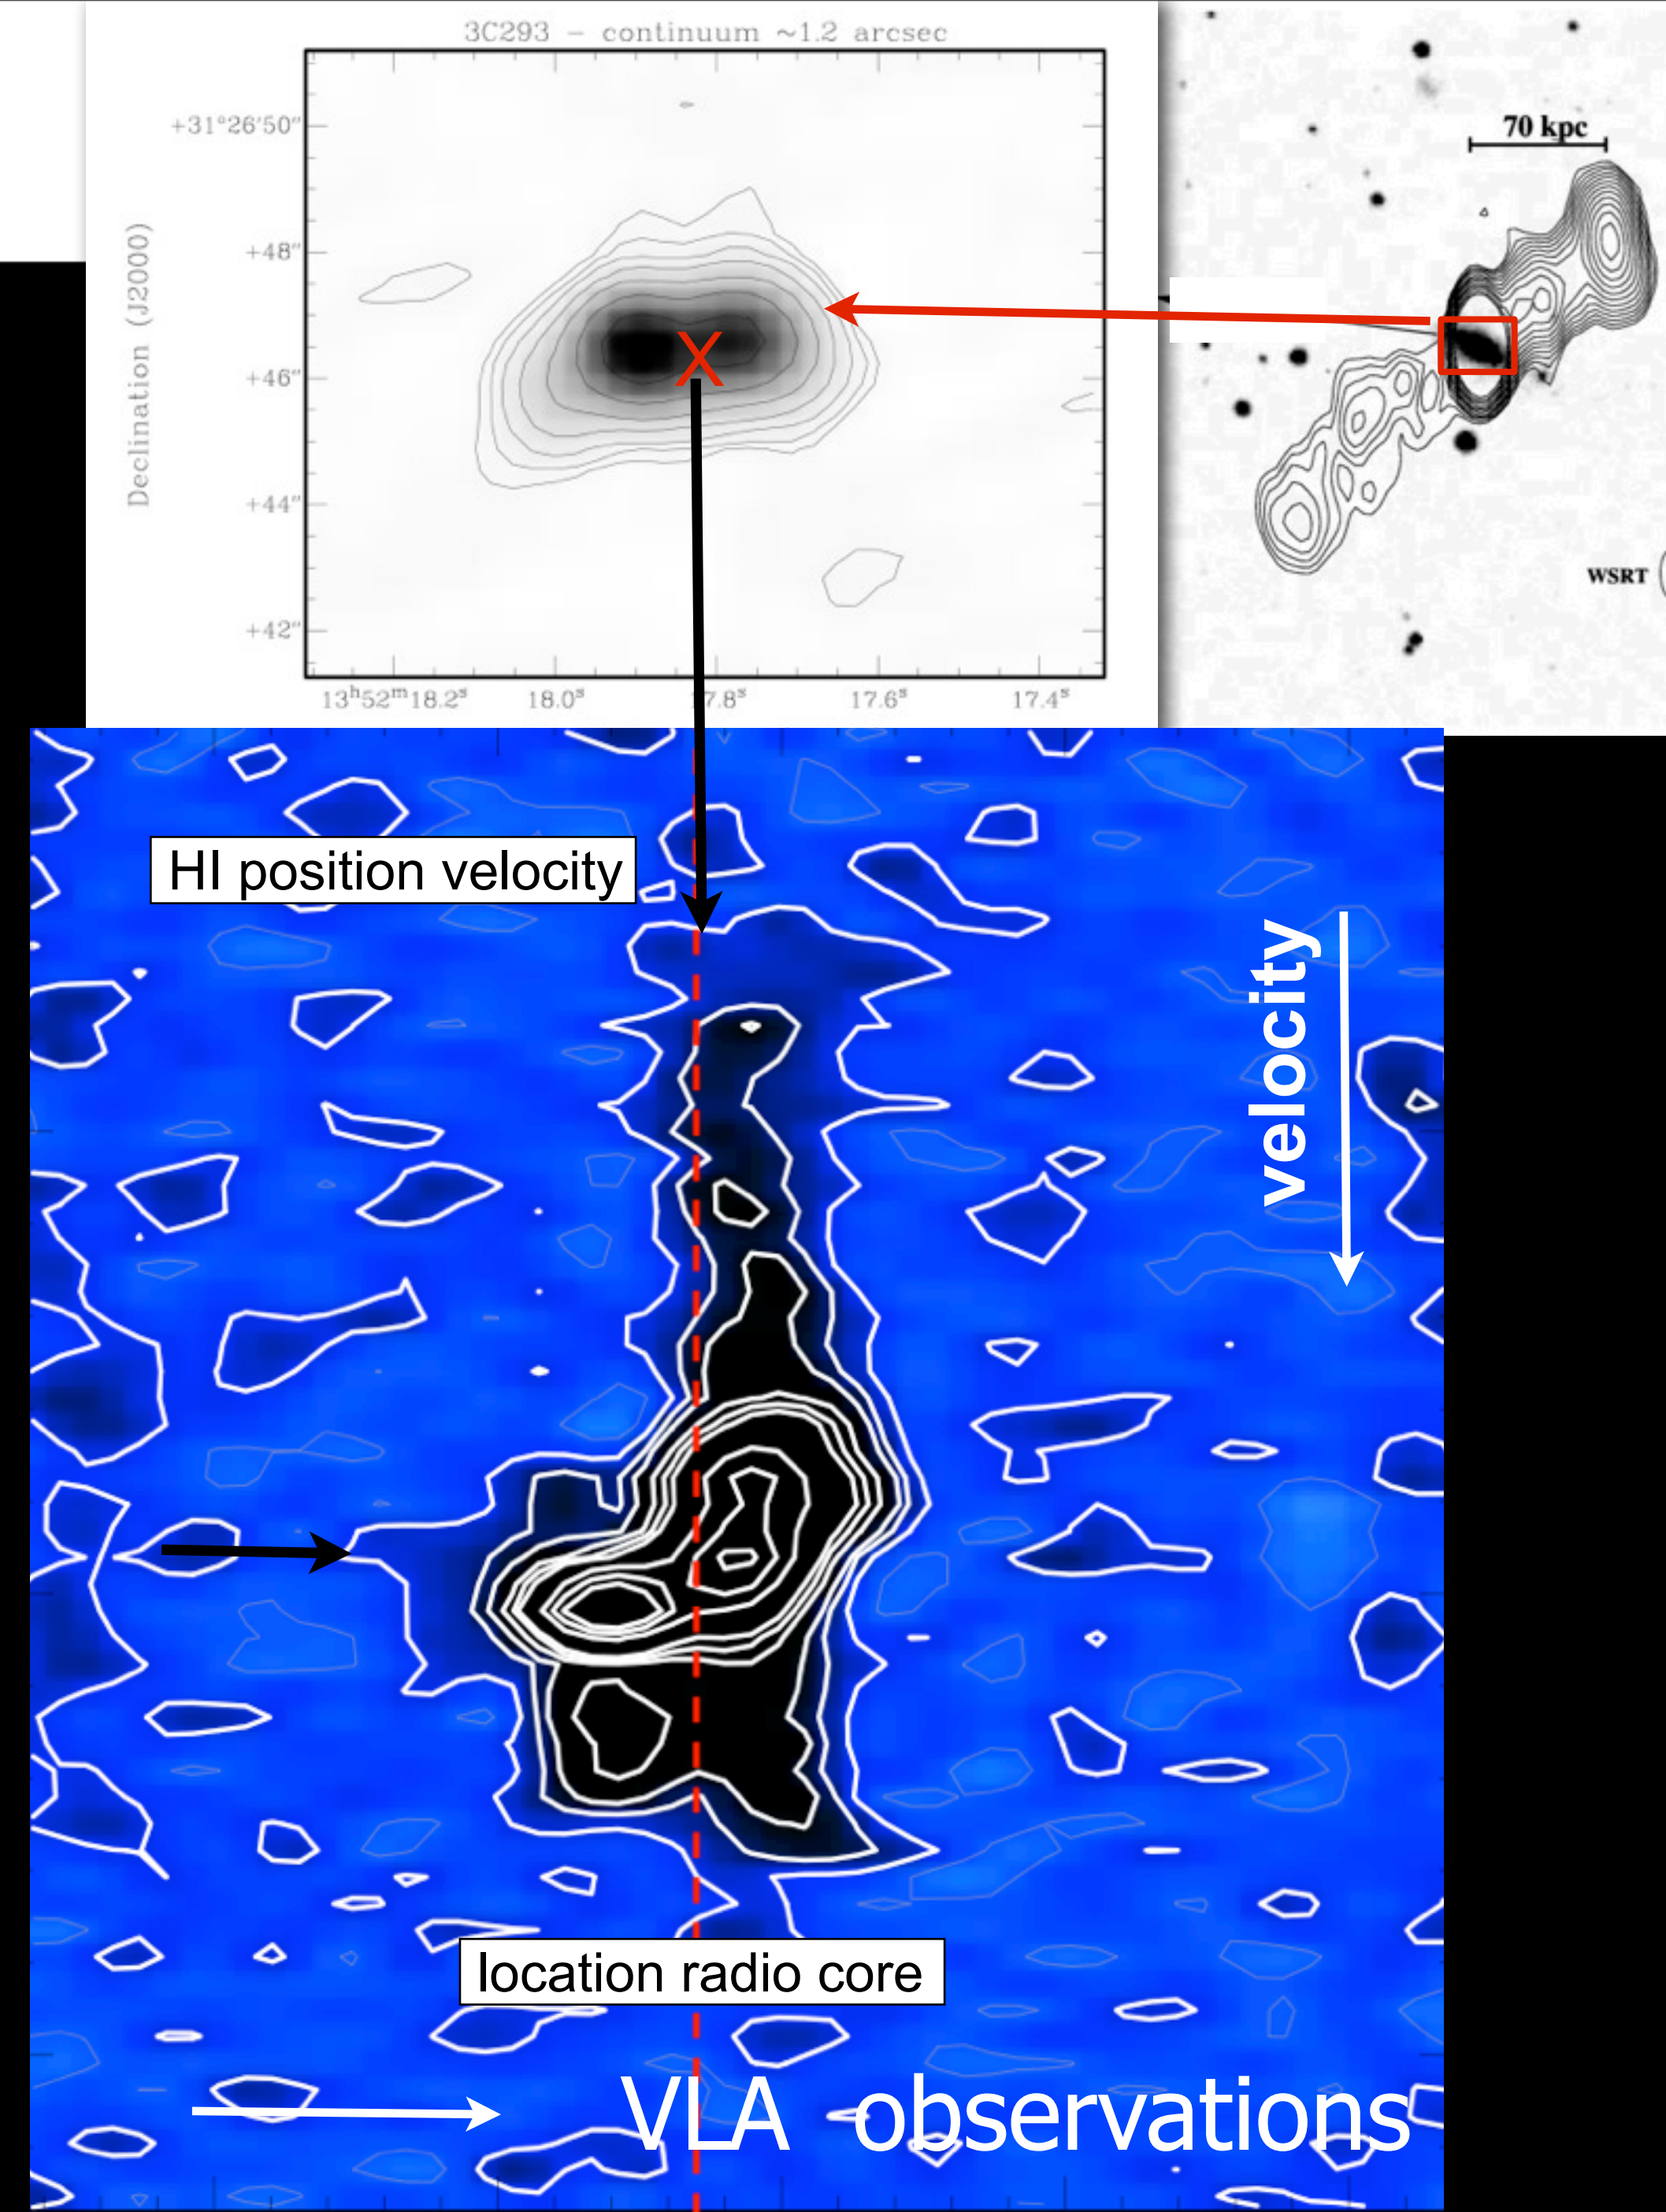 3C293 – continuum ~1.2 arcsec
70 kpc
Declination (J2000)
+31°26'50"
+48"
+46"
+44"
+42"
X
WSRT
13ʰ52ᵐ18.2ˢ
18.0ˢ
17.8ˢ
17.6ˢ
17.4ˢ
HI position velocity
velocity
location radio core
VLA observations